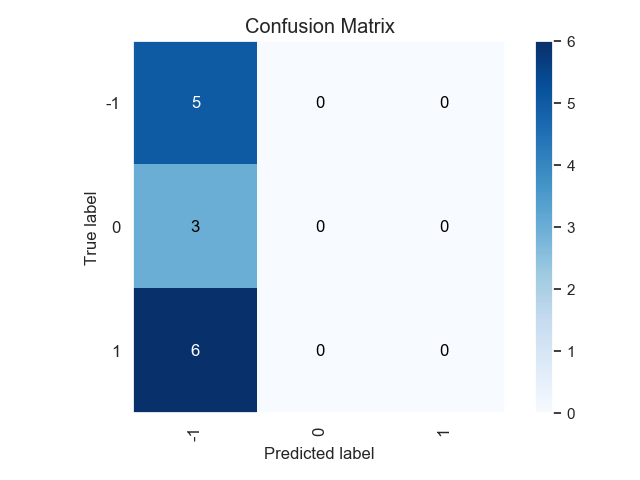 Confusion Matrix
True label
-1 5 0 0
0 3 0 0
1 6 0 0
-1 0 1
Predicted label
6
5
4
3
2
1
0